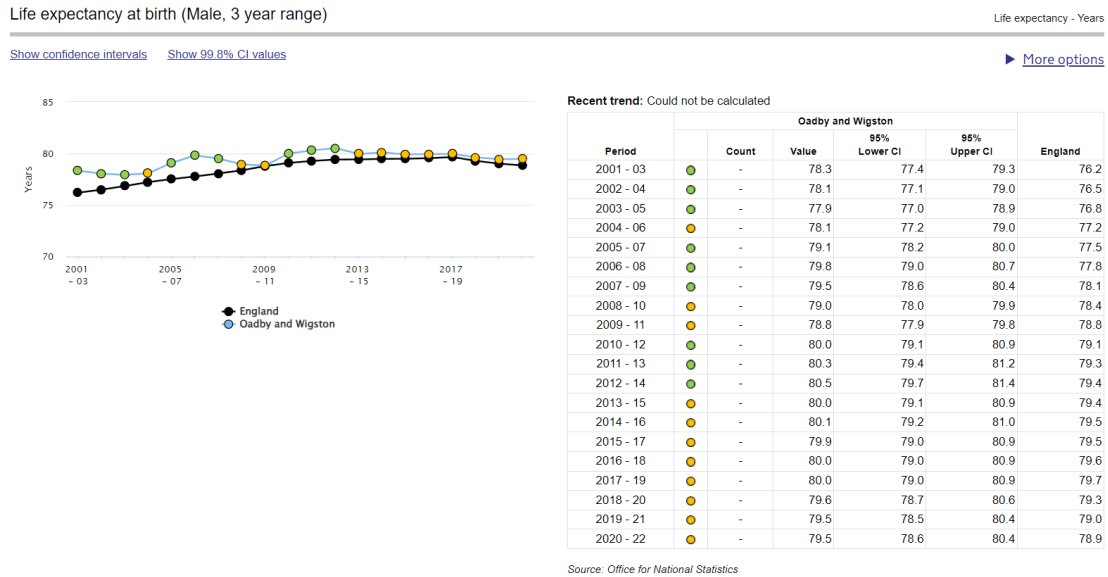 Life expectancy at birth (Male, 3 year range)
Life expectancy - Years
Show confidence intervals Show 99.8% CI values
▶ More options
85
80
75
70
Years
2001 - 03
2005 - 07
2009 - 11
2013 - 15
2017 - 19
England
Oadby and Wigston
Recent trend: Could not be calculated
Oadby and Wigston
Period Count Value 95% Lower CI 95% Upper CI England
2001 - 03 - 78.3 77.4 79.3 76.2
2002 - 04 - 78.1 77.1 79.0 76.5
2003 - 05 - 77.9 77.0 78.9 76.8
2004 - 06 - 78.1 77.2 79.0 77.2
2005 - 07 - 79.1 78.2 80.0 77.5
2006 - 08 - 79.8 79.0 80.7 77.8
2007 - 09 - 79.5 78.6 80.4 78.1
2008 - 10 - 79.0 78.0 79.9 78.4
2009 - 11 - 78.8 77.9 79.8 78.8
2010 - 12 - 80.0 79.1 80.9 79.1
2011 - 13 - 80.3 79.4 81.2 79.3
2012 - 14 - 80.5 79.7 81.4 79.4
2013 - 15 - 80.0 79.1 80.9 79.4
2014 - 16 - 80.1 79.2 81.0 79.5
2015 - 17 - 79.9 79.0 80.9 79.5
2016 - 18 - 80.0 79.0 80.9 79.6
2017 - 19 - 80.0 79.0 80.9 79.7
2018 - 20 - 79.6 78.7 80.6 79.3
2019 - 21 - 79.5 78.5 80.4 79.0
2020 - 22 - 79.5 78.6 80.4 78.9
Source: Office for National Statistics